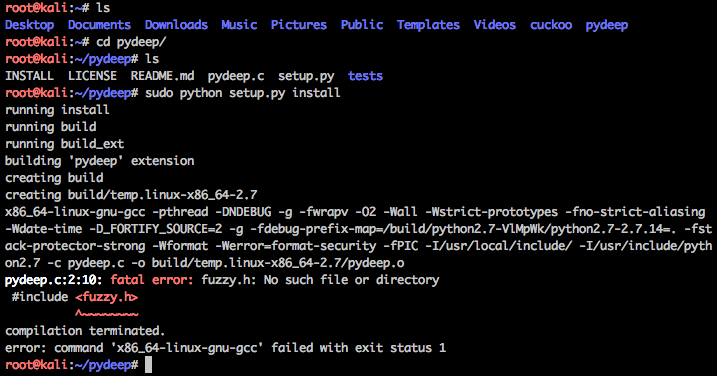 root@kali:~# ls
Desktop  Documents  Downloads  Music  Pictures  Public  Templates  Videos  cuckoo  pydeep
root@kali:~# cd pydeep/
root@kali:~/pydeep# ls
INSTALL  LICENSE  README.md  pydeep.c  setup.py  tests
root@kali:~/pydeep# sudo python setup.py install
running install
running build
running build_ext
building 'pydeep' extension
creating build
creating build/temp.linux-x86_64-2.7
x86_64-linux-gnu-gcc -pthread -DNDEBUG -g -fwrapv -O2 -Wall -Wstrict-prototypes -fno-strict-aliasing
-Wdate-time -D_FORTIFY_SOURCE=2 -g -fdebug-prefix-map=/build/python2.7-VlMpWk/python2.7-2.7.14=. -fst
ack-protector-strong -Wformat -Werror=format-security -fPIC -I/usr/local/include/ -I/usr/include/pyth
on2.7 -c pydeep.c -o build/temp.linux-x86_64-2.7/pydeep.o
pydeep.c:2:10: fatal error: fuzzy.h: No such file or directory
 #include <fuzzy.h>
          ^~~~~~~~~
compilation terminated.
error: command 'x86_64-linux-gnu-gcc' failed with exit status 1
root@kali:~/pydeep#